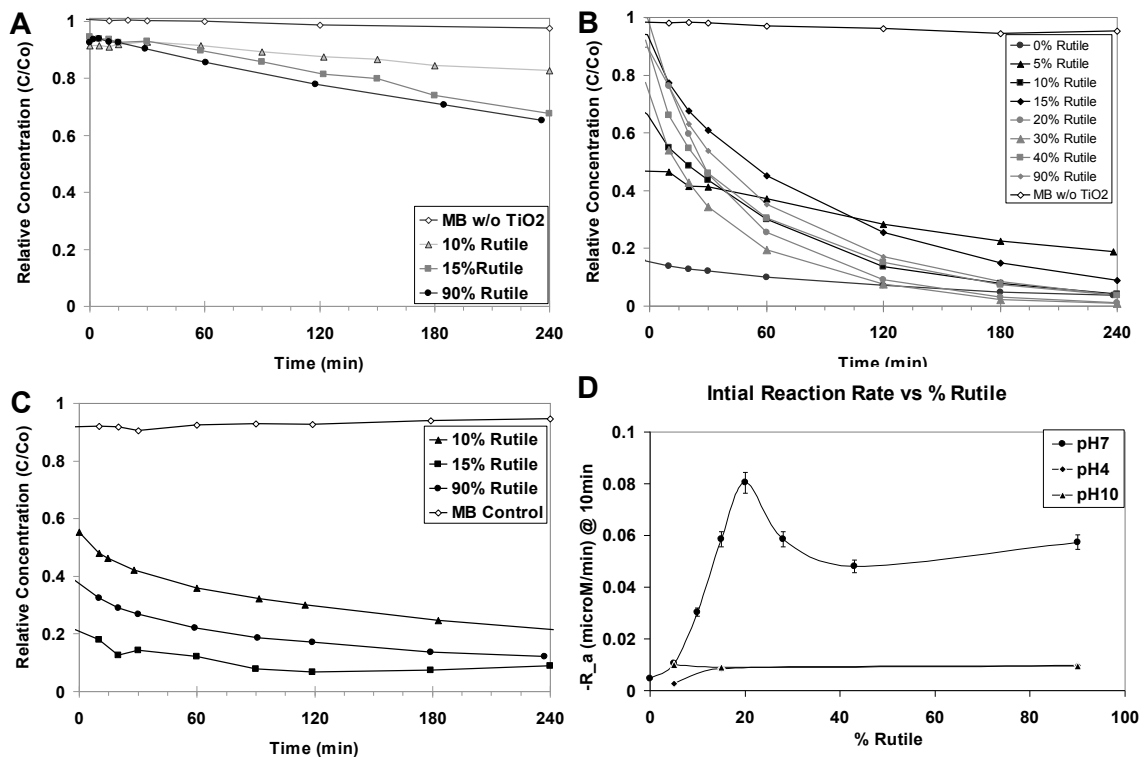 A
Relative Concentration (C/Co)
1
0.8
0.6
0.4
0.2
0
MB w/o TiO2
10% Rutile
15%Rutile
90% Rutile
0 60 120 180 240
Time (min)
B
Relative Concentration (C/Co)
1
0.8
0.6
0.4
0.2
0
0% Rutile
5% Rutile
10% Rutile
15% Rutile
20% Rutile
30% Rutile
40% Rutile
90% Rutile
MB w/o TiO2
0 60 120 180 240
Time (min)
C
Relative Concentration (C/Co)
1
0.8
0.6
0.4
0.2
0
10% Rutile
15% Rutile
90% Rutile
MB Control
0 60 120 180 240
Time (min)
D
Intial Reaction Rate vs % Rutile
-R_a (microM/min) @ 10min
0.1
0.08
0.06
0.04
0.02
0
pH7
pH4
pH10
0 20 40 60 80 100
% Rutile